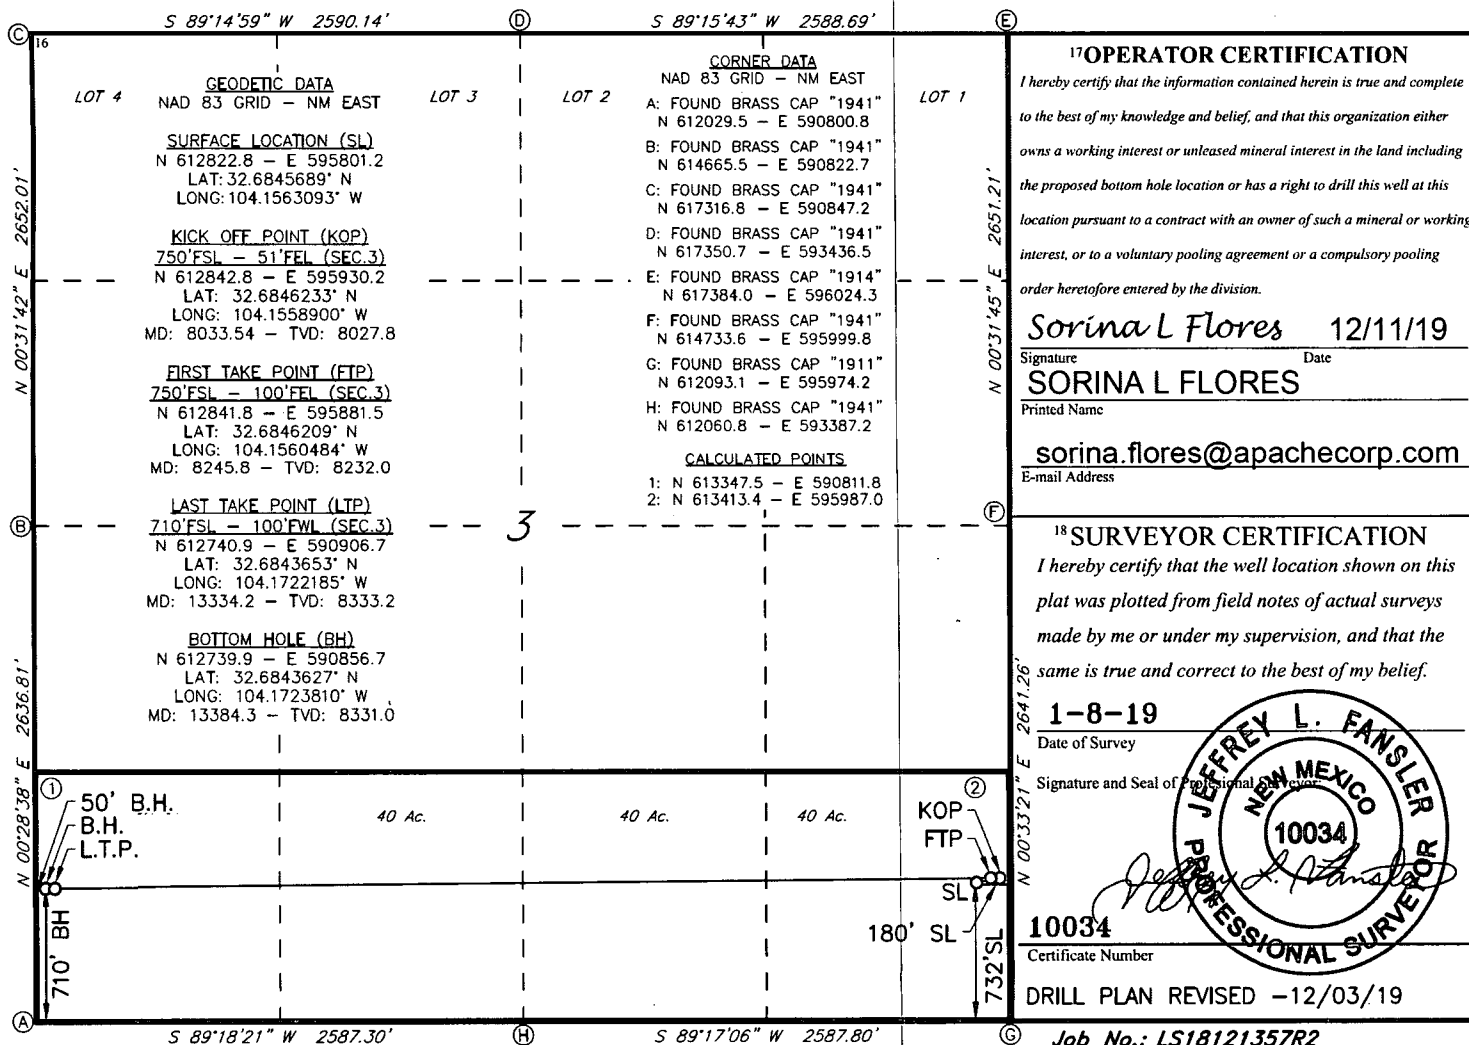 S 89°14'59" W 2590.14'
S 89°15'43" W 2588.69'
C
D
E
16
LOT 4
LOT 3
LOT 2
LOT 1
GEODETIC DATA
NAD 83 GRID – NM EAST
SURFACE LOCATION (SL)
N 612822.8 – E 595801.2
LAT: 32.6845689° N
LONG: 104.1563093° W
KICK OFF POINT (KOP)
750'FSL – 51'FEL (SEC.3)
N 612842.8 – E 595930.2
LAT: 32.6846233° N
LONG: 104.1558900° W
MD: 8033.54 – TVD: 8027.8
FIRST TAKE POINT (FTP)
750'FSL – 100'FEL (SEC.3)
N 612841.8 – E 595881.5
LAT: 32.6846209° N
LONG: 104.1560484° W
MD: 8245.8 – TVD: 8232.0
LAST TAKE POINT (LTP)
710'FSL – 100'FWL (SEC.3)
N 612740.9 – E 590906.7
LAT: 32.6843653° N
LONG: 104.1722185° W
MD: 13334.2 – TVD: 8333.2
BOTTOM HOLE (BH)
N 612739.9 – E 590856.7
LAT: 32.6843627° N
LONG: 104.1723810° W
MD: 13384.3 – TVD: 8331.0
CORNER DATA
NAD 83 GRID – NM EAST
A: FOUND BRASS CAP "1941"
N 612029.5 – E 590800.8
B: FOUND BRASS CAP "1941"
N 614665.5 – E 590822.7
C: FOUND BRASS CAP "1941"
N 617316.8 – E 590847.2
D: FOUND BRASS CAP "1941"
N 617350.7 – E 593436.5
E: FOUND BRASS CAP "1914"
N 617384.0 – E 596024.3
F: FOUND BRASS CAP "1941"
N 614733.6 – E 595999.8
G: FOUND BRASS CAP "1911"
N 612093.1 – E 595974.2
H: FOUND BRASS CAP "1941"
N 612060.8 – E 593387.2
CALCULATED POINTS
1: N 613347.5 – E 590811.8
2: N 613413.4 – E 595987.0
N 00°31'42" E 2652.01'
N 00°31'45" E 2651.21'
B
3
F
N 00°28'38" E 2636.81'
N 00°33'21" E 2641.26'
1
2
50' B.H.
B.H.
L.T.P.
40 Ac.
40 Ac.
40 Ac.
KOP
FTP
SL
180' SL
710' BH
732'SL
A
H
G
S 89°18'21" W 2587.30'
S 89°17'06" W 2587.80'
17 OPERATOR CERTIFICATION
I hereby certify that the information contained herein is true and complete
to the best of my knowledge and belief, and that this organization either
owns a working interest or unleased mineral interest in the land including
the proposed bottom hole location or has a right to drill this well at this
location pursuant to a contract with an owner of such a mineral or working
interest, or to a voluntary pooling agreement or a compulsory pooling
order heretofore entered by the division.
Sorina L Flores 12/11/19
Signature Date
SORINA L FLORES
Printed Name
sorina.flores@apachecorp.com
E-mail Address
18 SURVEYOR CERTIFICATION
I hereby certify that the well location shown on this
plat was plotted from field notes of actual surveys
made by me or under my supervision, and that the
same is true and correct to the best of my belief.
1-8-19
Date of Survey
Signature and Seal of Professional Surveyor:
JEFFREY L. FANSLER
NEW MEXICO
10034
PROFESSIONAL SURVEYOR
Jeffrey L. Fansler
10034
Certificate Number
DRILL PLAN REVISED –12/03/19
Job No.: LS18121357R2